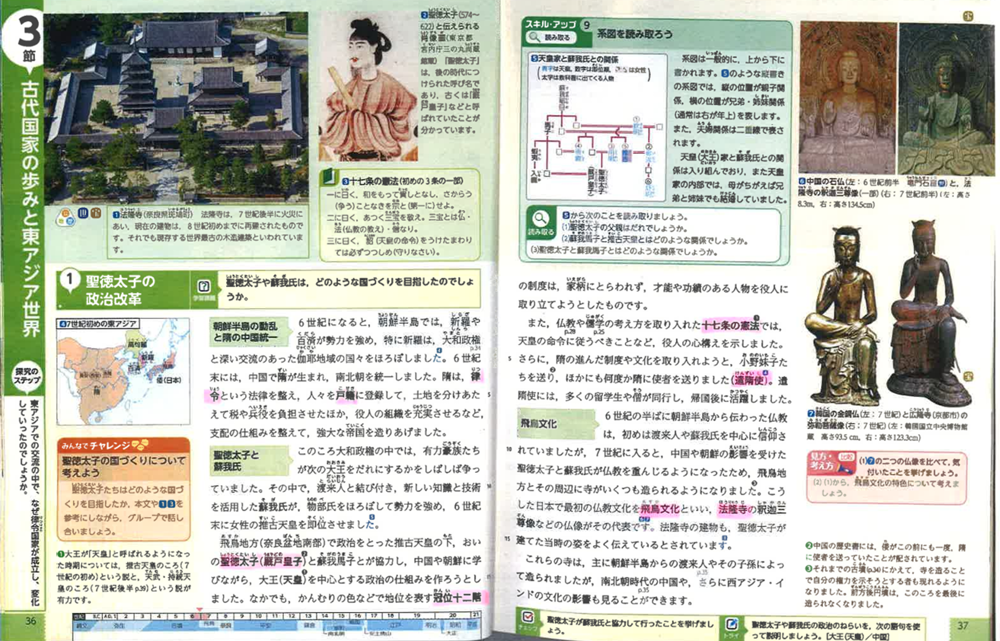 3
節
古代国家の歩みと東アジア世界
探究の
ステップ
東アジアでの交流の中で、なぜ律令国家が成立し、変化
していったのでしょうか。
1法隆寺(奈良県斑鳩町) 法隆寺は，7世紀後半に火災に
あい，現在の建物は，8世紀初めまでに再建されたもので
す。それでも現存する世界最古の木造建築といわれていま
す。
2聖徳太子(574～
622)と伝えられる
肖像画(東京都
宮内庁三の丸尚蔵
館蔵) 「聖徳太子」
は，後の時代につ
けられた呼び名で
あり，古くは「厩
戸皇子」などと呼
ばれていたことが
分かっています。
3十七条の憲法(初めの3条の一部)
一に曰く，和をもって貴しとなし，さからう
(争う)ことなきを宗と(第一に)せよ。
二に曰く，あつく三宝を敬え。三宝とは仏・
法(仏教の教え)・僧なり。
三に曰く，詔(天皇の命令)をうけたまわり
ては必ずつつしめ(守りなさい)。
1
聖徳太子の
政治改革
学習課題
聖徳太子や蘇我氏は，どのような国づくりを目指したのでしょ
うか。
47世紀初めの東アジア
高句麗
新羅
百済
隋
倭(日本)
みんなでチャレンジ
聖徳太子の国づくりについて
考えよう
聖徳太子たちはどのような国づ
くりを目指したか，本文や13を
参考にしながら，グループで話し
合いましょう。
1大王が「天皇」と呼ばれるようになっ
た時期については，推古天皇のころ(7
世紀の初め)という説と，天武・持統天
皇のころ(7世紀後半p.39)という説が
有力です。
朝鮮半島の動乱
と隋の中国統一
6世紀になると，朝鮮半島では，新羅や
百済が勢力を強め，特に新羅は，大和政権
p.34
と深い交流のあった伽耶地域の国々をほろぼしました。6世紀
末には，中国で隋が生まれ，南北朝を統一しました。隋は，律
令という法律を整え，人々を戸籍に登録して，土地を分けあた
えて税や兵役を負担させたほか，役人の組織を充実させるなど，
支配の仕組みを整えて，強大な帝国を造りあげました。
聖徳太子と
蘇我氏
このころ大和政権の中では，有力豪族たち
が次の大王をだれにするかをしばしば争っ
ていました。その中で，渡来人と結び付き，新しい知識と技術
を活用した蘇我氏が，物部氏をほろぼして勢力を強め，6世紀
末に女性の推古天皇を即位させました。
飛鳥地方(奈良盆地南部)で政治をとった推古天皇の下，おい
の聖徳太子(厩戸皇子)と蘇我馬子とが協力し，中国や朝鮮に学
びながら，大王(天皇)を中心とする政治の仕組みを作ろうとし
ました。なかでも，かんむりの色などで地位を表す冠位十二階
36
世紀 B.C. A.D.1 2 3 4 5 6 7 8 9 10 11 12 13 14 15 16 17 18 19 20 21
縄文 弥生 古墳 飛鳥 奈良 平安 鎌倉 南北朝 安土桃山 江戸 明治 大正 昭和 平成
スキル・アップ 9
読み取る
系図を読み取ろう
5天皇家と蘇我氏との関係
青字は天皇，数字は即位順， は女性
太字は教科書に出てくる人物
蘇我稲目
馬子
蝦夷
入鹿
聖徳太子
(厩戸皇子)
推古
系図は一般的に，上から下に
書かれます。5のような縦書き
の系図では，縦の位置が親子関
係，横の位置が兄弟・姉妹関係
(通常は右が年上)を表します。
また，夫婦関係は二重線で表さ
れます。
天皇(大王)家と蘇我氏との関
係は入り組んでおり，また天皇
家の内部では，母がちがえば兄
弟と姉妹でも結婚していました。
読み取る
5から次のことを読み取りましょう。
(1)聖徳太子の父親はだれでしょうか。
(2)蘇我馬子と推古天皇とはどのような関係でしょうか。
(3)聖徳太子と蘇我馬子とはどのような関係でしょうか。
の制度は，家柄にとらわれず，才能や功績のある人物を役人に
取り立てようとしたものです。
また，仏教や儒学の考え方を取り入れた十七条の憲法では，
p.28 p.25
天皇の命令に従うべきことなど，役人の心構えを示しました。
さらに，隋の進んだ制度や文化を取り入れようと，小野妹子た
ちを送り，ほかにも何度か隋に使者を送りました(遣隋使)。遣
隋使には，多くの留学生や僧が同行し，帰国後に活躍しました。
飛鳥文化
6世紀の半ばに朝鮮半島から伝わった仏教
は，初めは渡来人や蘇我氏を中心に信仰さ
れていましたが，7世紀に入ると，中国や朝鮮の影響を受けた
聖徳太子と蘇我氏が仏教を重んじるようになったため，飛鳥地
方とその周辺に寺がいくつも造られるようになりました。こう
した日本で最初の仏教文化を飛鳥文化といい，法隆寺の釈迦三
尊像などの仏像がその代表です。法隆寺の建物も，聖徳太子が
建てた当時の姿をよく伝えているとされています。
これらの寺は，主に朝鮮半島からの渡来人やその子孫によっ
て造られましたが，南北朝時代の中国や，さらに西アジア・イ
p.35
ンドの文化の影響も見ることができます。
p.35
6中国の石仏(左：6世紀前半 竜門石窟)と，法
隆寺の釈迦三尊像(一部)(右：7世紀前半)(左：高さ
8.3m，右：高さ134.5cm)
7韓国の金銅仏(左：7世紀)と広隆寺(京都市)の
弥勒菩薩像(右：7世紀)(左：韓国国立中央博物館
蔵 高さ93.5cm，右：高さ123.3cm)
見方・
考え方
比較
(1)7の二つの仏像を比べて，気
付いたことを挙げましょう。
(2)(1)から，飛鳥文化の特色について考えま
しょう。
2中国の歴史書には，倭がこの前にも一度，隋
に使者を送っていたことが記されています。
3それまでの古墳(p.34)にかえて，寺を造ること
で自分の権力を示そうとする者も現れるように
なりました。前方後円墳は，このころを最後に
造られなくなりました。
チェック
聖徳太子が蘇我氏と協力して行ったことを挙げまし
ょう。
トライ
聖徳太子や蘇我氏の政治のねらいを，次の語句を使
って説明しましょう。[大王(天皇)／中国]
37